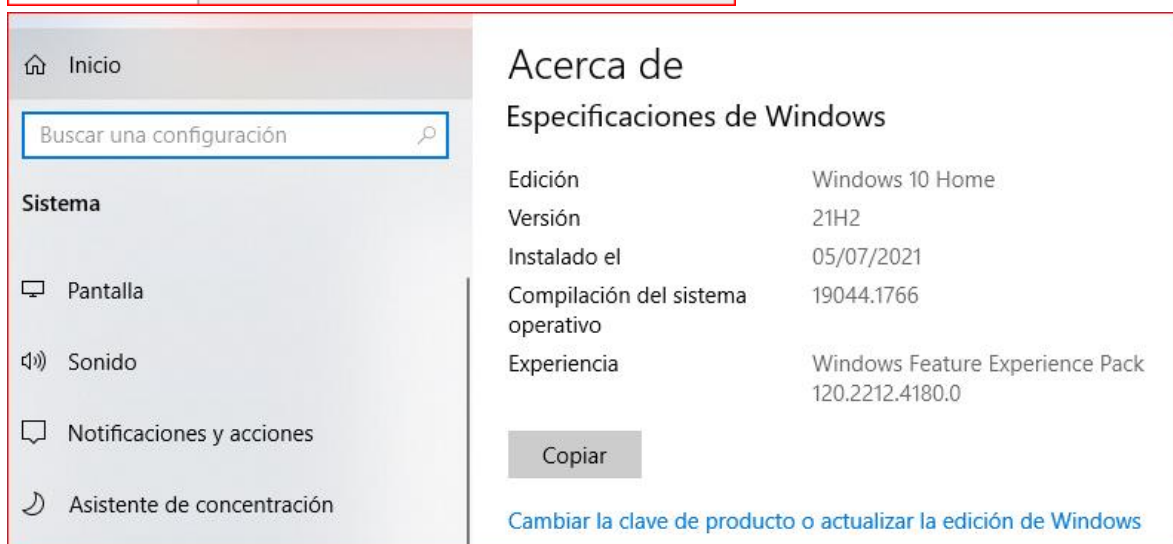 Inicio
Buscar una configuración
Sistema
Pantalla
Sonido
Notificaciones y acciones
Asistente de concentración
Acerca de
Especificaciones de Windows
Edición Windows 10 Home
Versión 21H2
Instalado el 05/07/2021
Compilación del sistema 19044.1766
operativo
Experiencia Windows Feature Experience Pack
120.2212.4180.0
Copiar
Cambiar la clave de producto o actualizar la edición de Windows